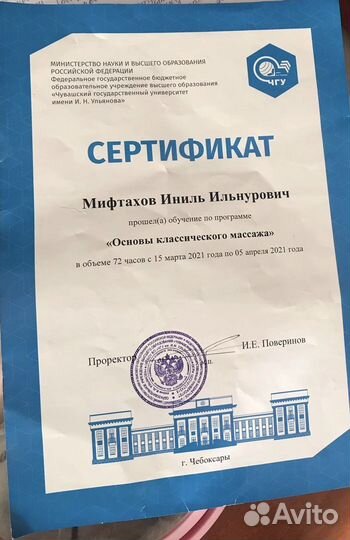 МИНИСТЕРСТВО НАУКИ И ВЫСШЕГО ОБРАЗОВАНИЯ
РОССИЙСКОЙ ФЕДЕРАЦИИ
Федеральное государственное бюджетное
образовательное учреждение высшего образования
«Чувашский государственный университет
имени И. Н. Ульянова»
ЧГУ
СЕРТИФИКАТ
Мифтахов Иниль Ильнурович
прошел(а) обучение по программе
«Основы классического массажа»
в объеме 72 часов с 15 марта 2021 года по 05 апреля 2021 года
Проректор
И.Е. Поверинов
м.п.
г. Чебоксары
Avito